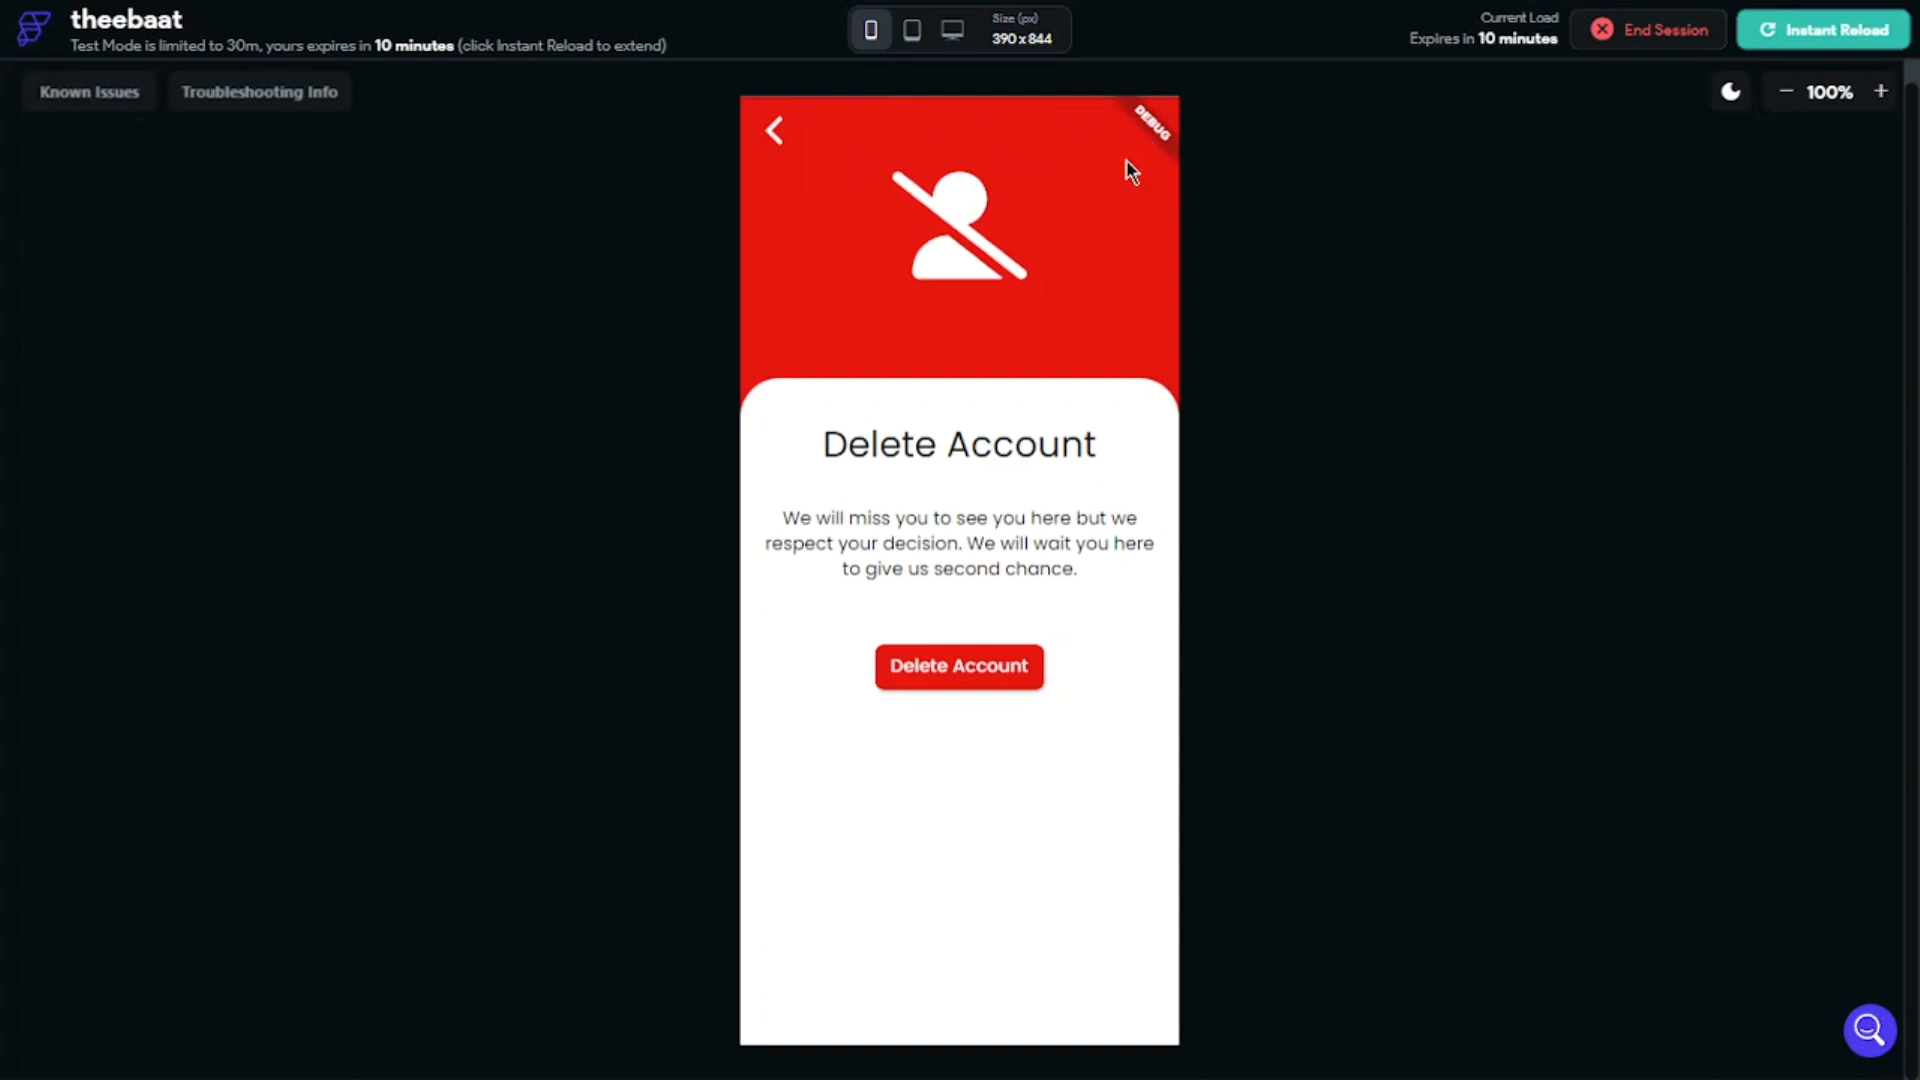 theebaat
Test Mode is limited to 30m, yours expires in 10 minutes (click Instant Reload to extend)
Size (px)
390 x 844
Current Load
Expires in 10 minutes
End Session
Instant Reload
Known Issues
Troubleshooting Info
100%
DEBUG
Delete Account
We will miss you to see you here but we
respect your decision. We will wait you here
to give us second chance.
Delete Account